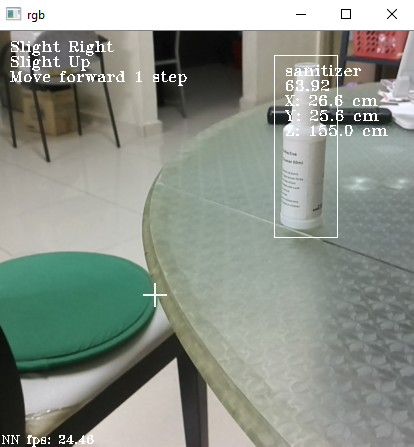 rgb
Slight Right
Slight Up
Move forward 1 step
sanitizer
63.92
X: 26.6 cm
Y: 25.6 cm
Z: 155.0 cm
NN fps: 24.46